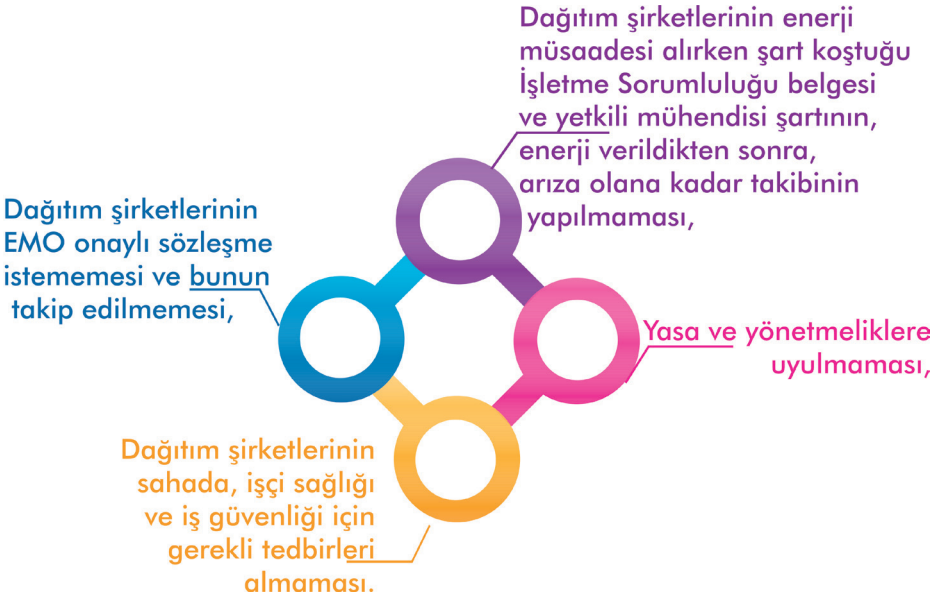 Dağıtım şirketlerinin enerji
müsaadesi alırken şart koştuğu
İşletme Sorumluluğu belgesi
ve yetkili mühendisi şartının,
enerji verildikten sonra,
arıza olana kadar takibinin
yapılmaması,
Dağıtım şirketlerinin
EMO onaylı sözleşme
istememesi ve bunun
takip edilmemesi,
Yasa ve yönetmeliklere
uyulmaması,
Dağıtım şirketlerinin
sahada, işçi sağlığı
ve iş güvenliği için
gerekli tedbirleri
almaması.